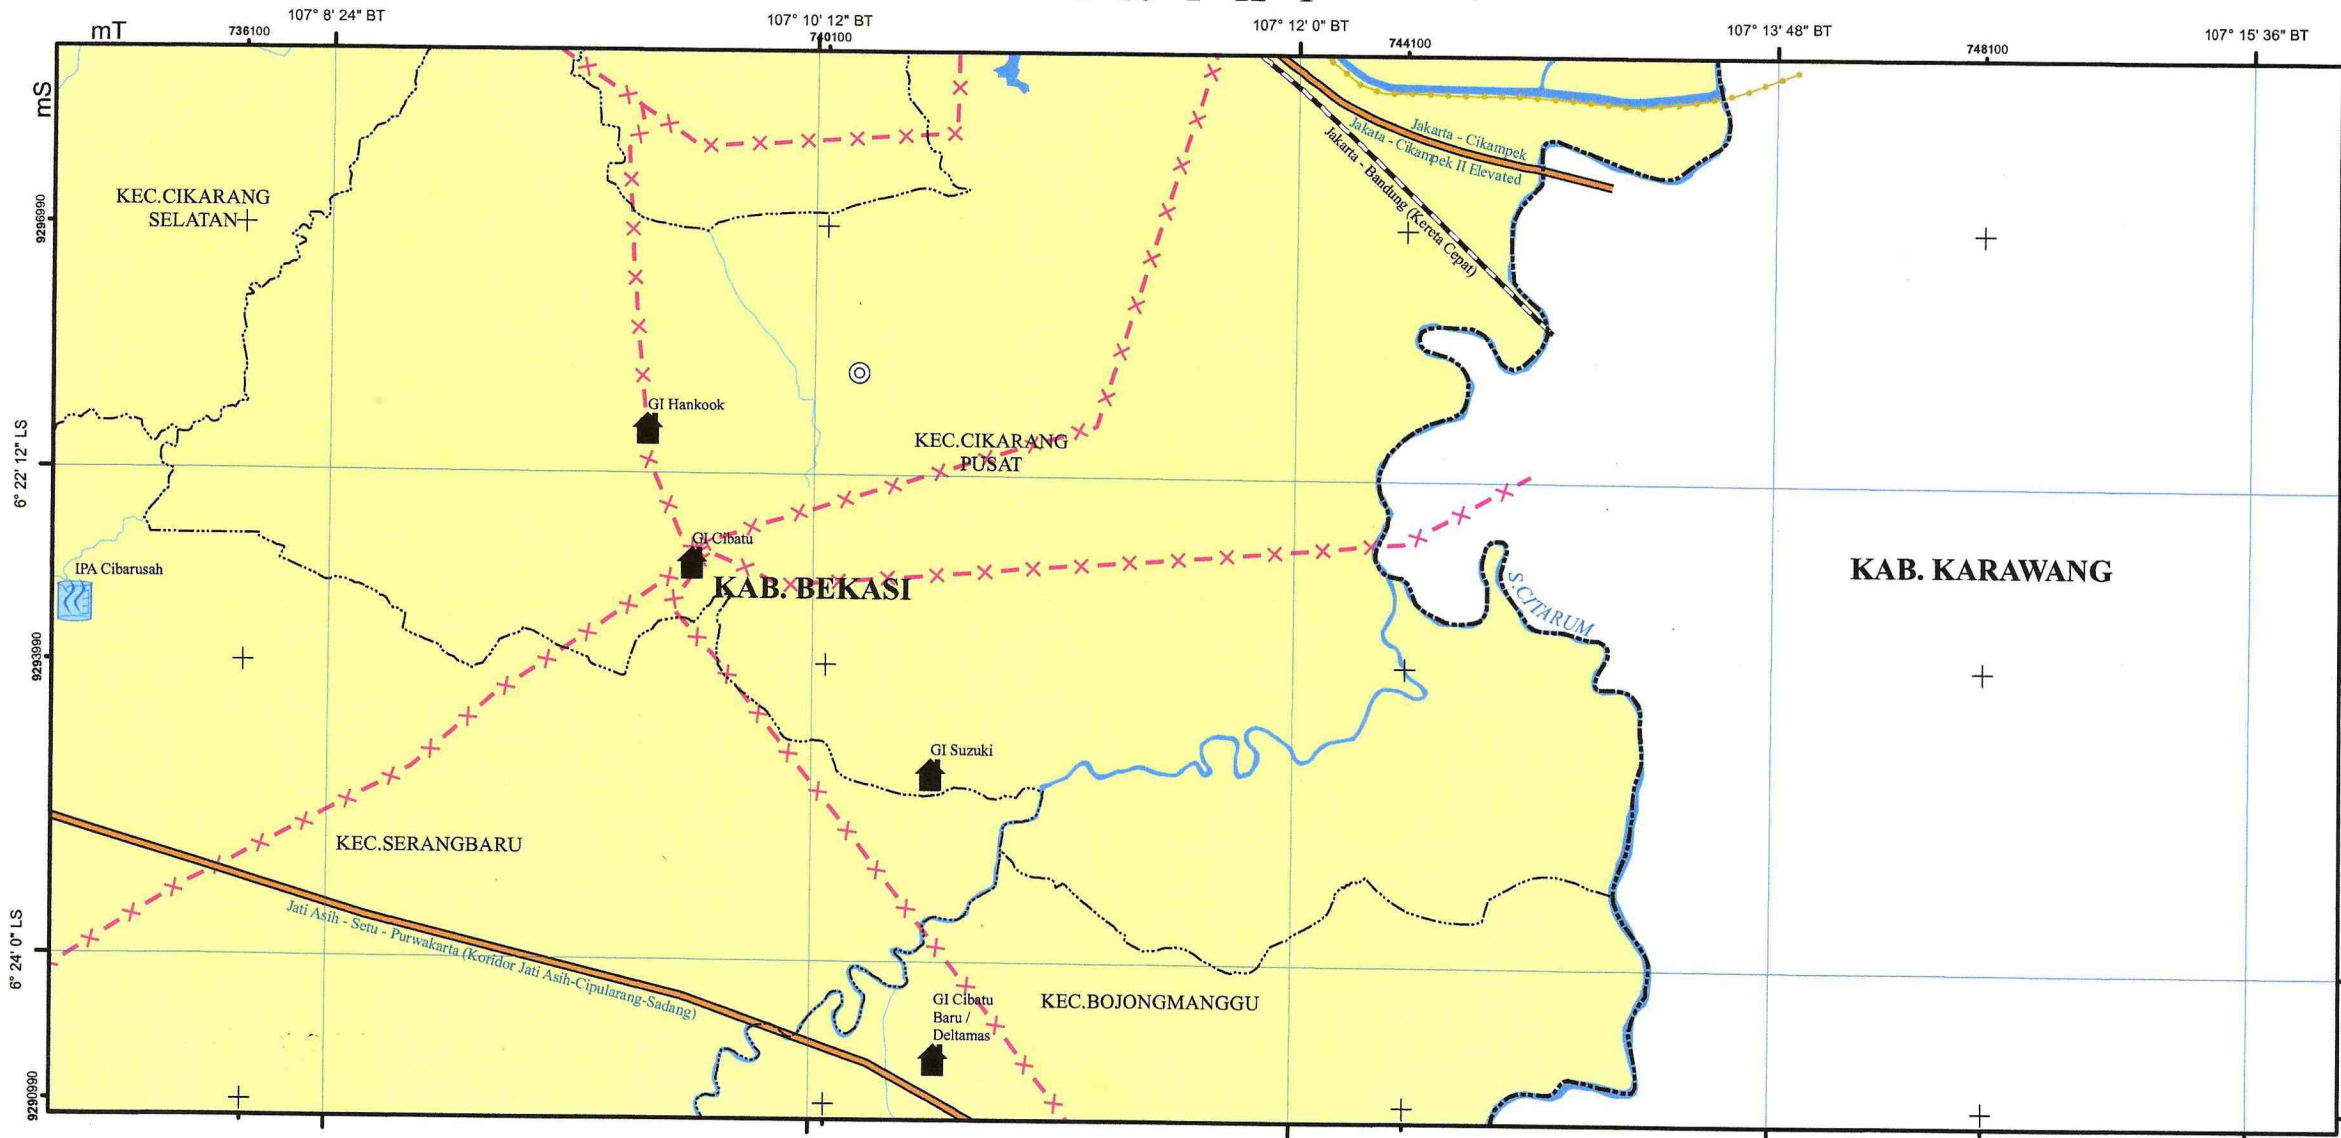 107° 8' 24" BT
107° 10' 12" BT
107° 12' 0" BT
107° 13' 48" BT
107° 15' 36" BT
mT
736100
740100
744100
748100
mS
9296990
6° 22' 12" LS
9293990
6° 24' 0" LS
9290990
Jakarta - Cikampek
Jakata - Cikampek II Elevated
Jakarta - Bandung (Kereta Cepat)
KEC.CIKARANG
SELATAN
GI Hankook
KEC.CIKARANG
PUSAT
GI Cibatu
KAB. BEKASI
IPA Cibarusah
KAB. KARAWANG
S.CITARUM
GI Suzuki
KEC.SERANGBARU
Jati Asih - Setu - Purwakarta (Koridor Jati Asih-Cipularang-Sadang)
GI Cibatu
Baru /
Deltamas
KEC.BOJONGMANGGU